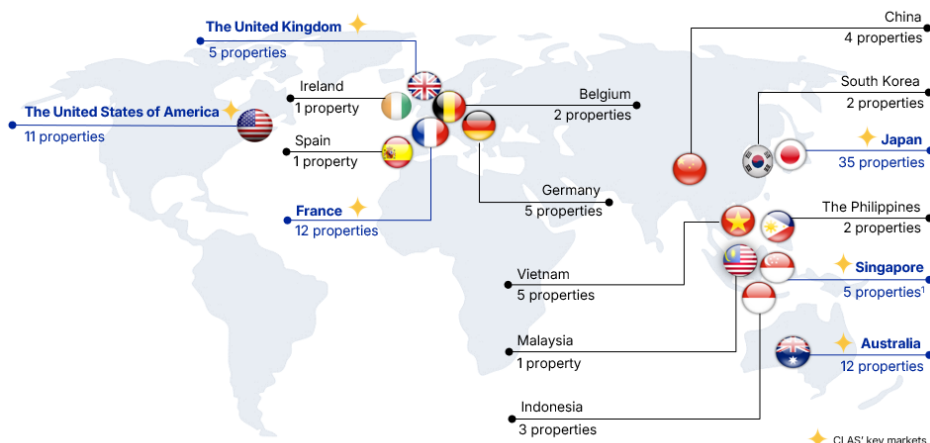 The United Kingdom
5 properties
Ireland
1 property
The United States of America
11 properties
Spain
1 property
France
12 properties
Belgium
2 properties
Germany
5 properties
China
4 properties
South Korea
2 properties
Japan
35 properties
The Philippines
2 properties
Vietnam
5 properties
Singapore
5 properties¹
Malaysia
1 property
Australia
12 properties
Indonesia
3 properties
CLAS' key markets